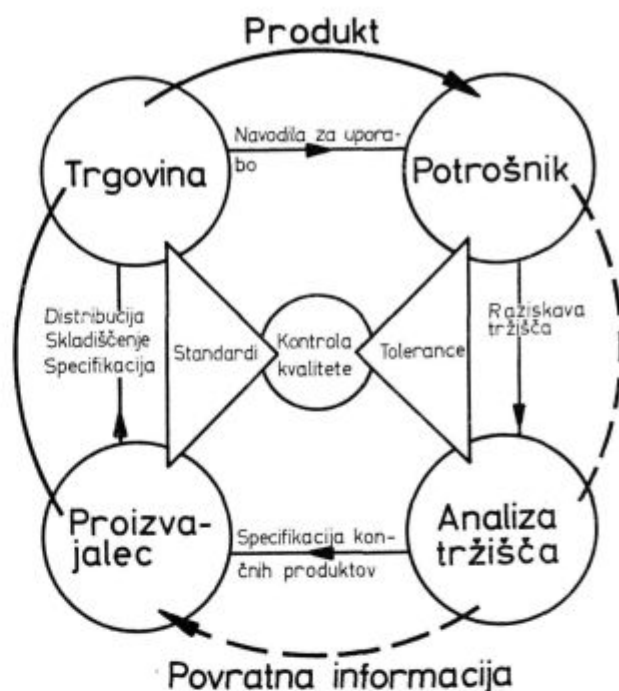 Produkt
Trgovina
Navodila za upora-
bo
Potrošnik
Distribucija
Skladiščenje
Specifikacija
Standardi
Kontrola
kvalitete
Tolerance
Raziskava
tržišča
Proizva-
jalec
Specifikacija kon-
čnih produktov
Analiza
tržišča
Povratna informacija